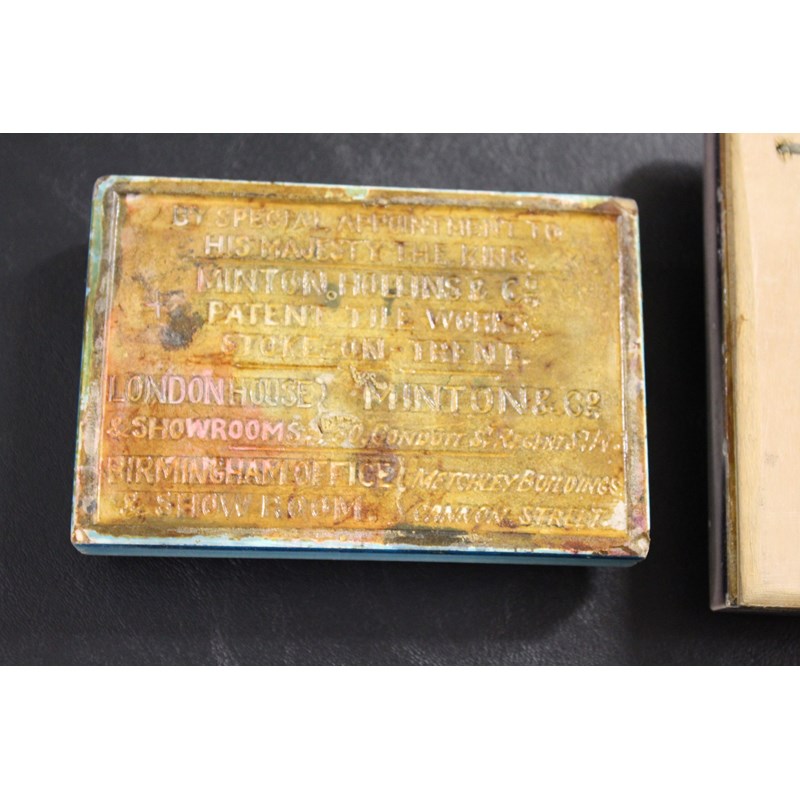 BY SPECIAL APPOINTMENT TO
HIS MAJESTY THE KING.
MINTON, HOLLINS & Co
PATENT TILE WORKS,
STOKE-ON-TRENT.
LONDON HOUSE } MINTON & Co
& SHOWROOMS 50, CONDUIT St REGENT St W
BIRMINGHAM OFFICE { METCHLEY BUILDINGS
& SHOW ROOM. CANNON STREET